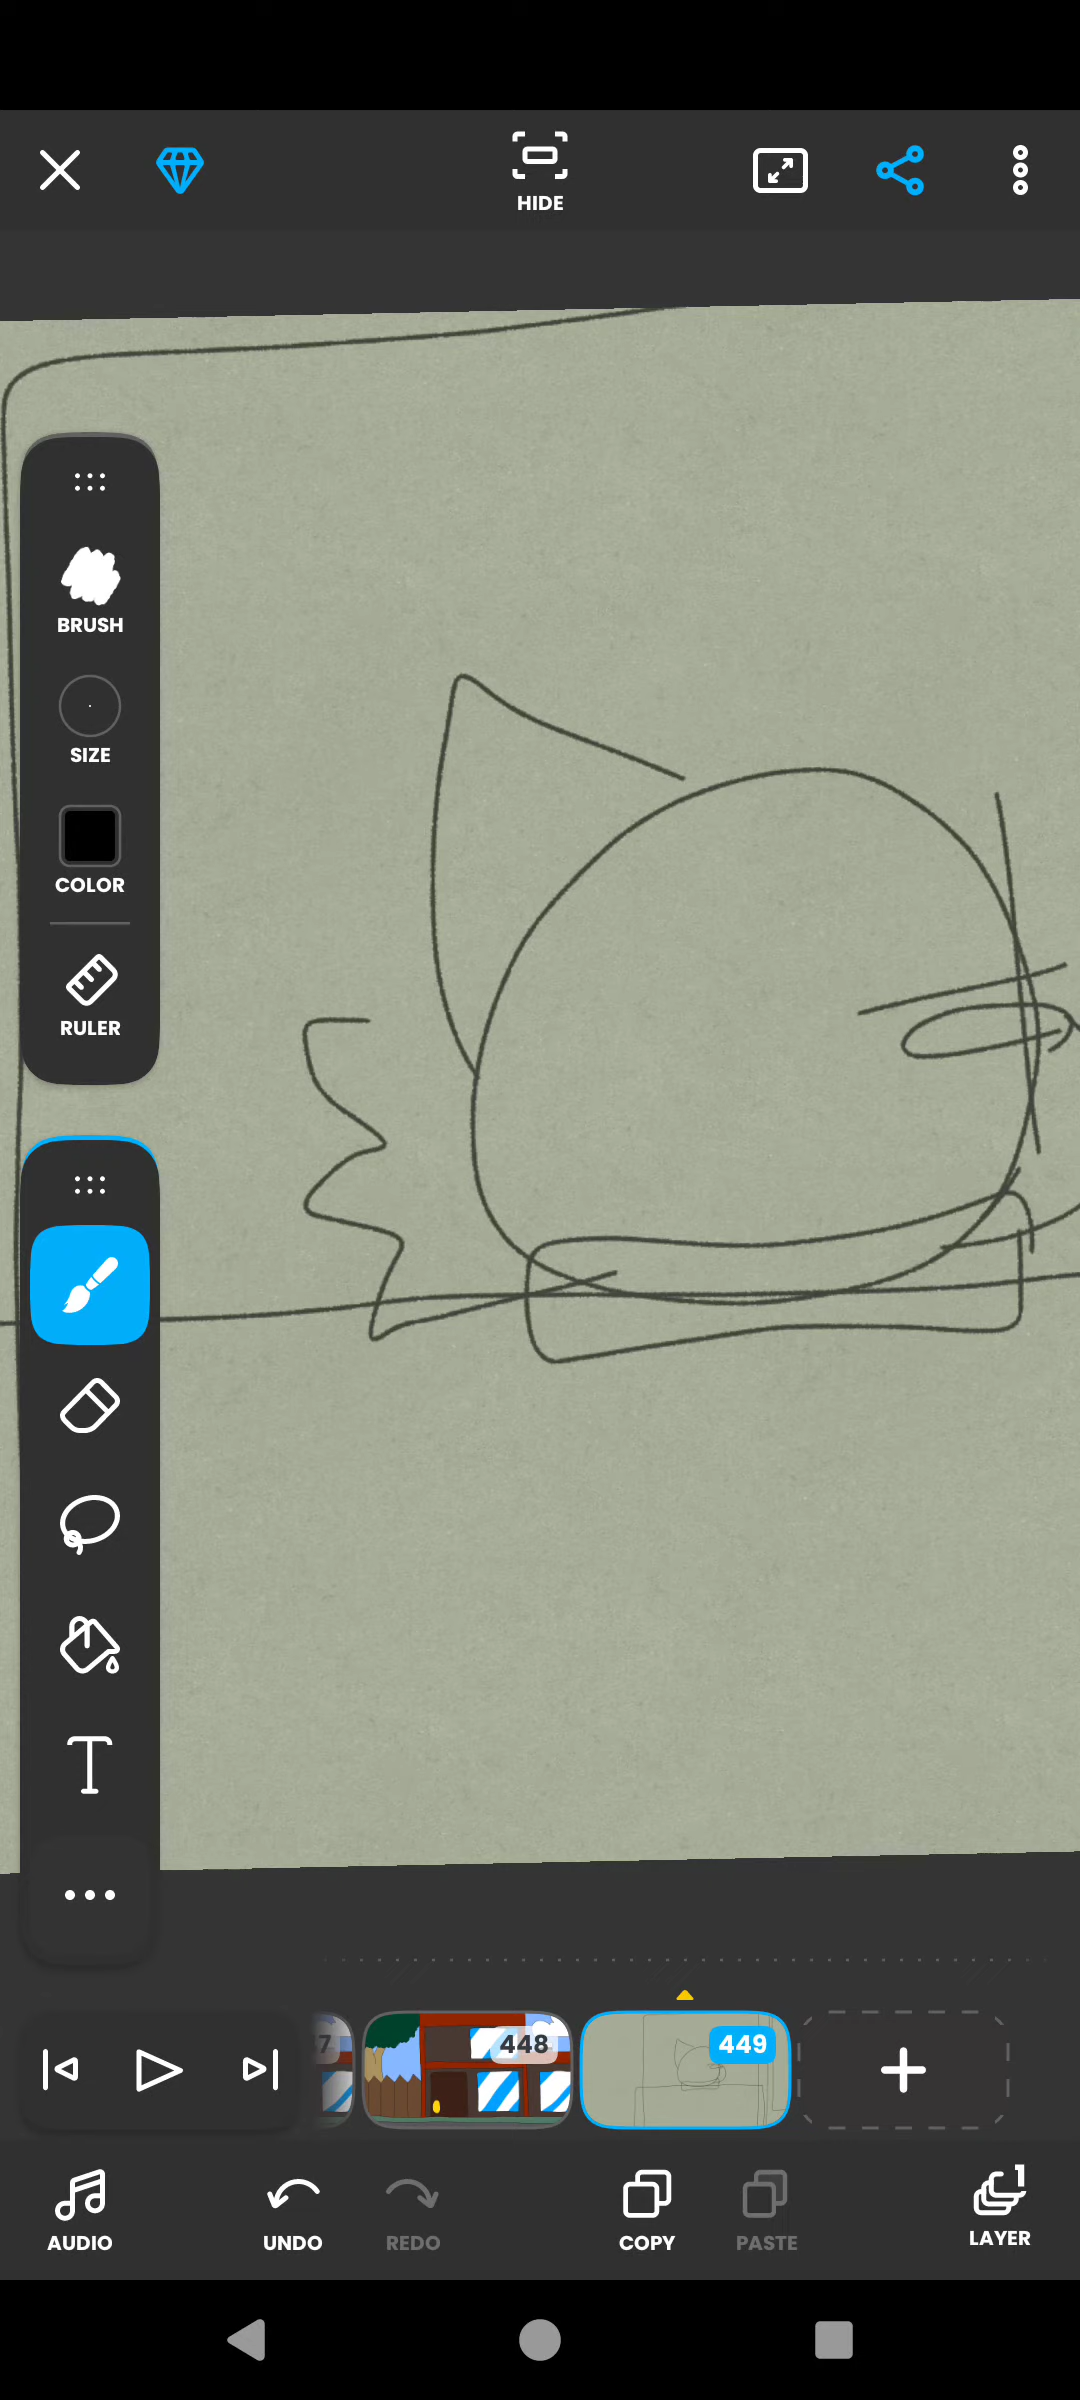 HIDE
BRUSH
SIZE
COLOR
RULER
7
448
449
AUDIO
UNDO
REDO
COPY
PASTE
1
LAYER